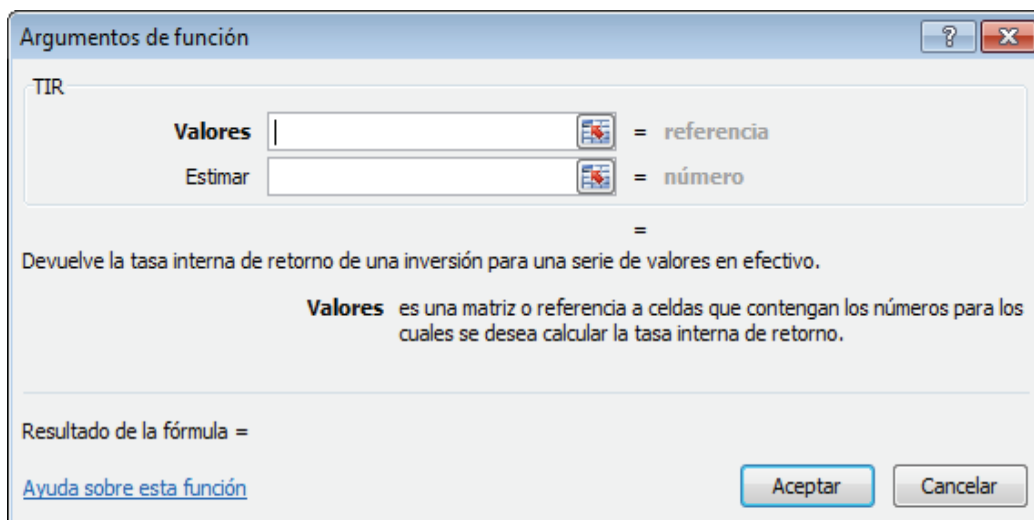 Argumentos de función
?
TIR
Valores = referencia
Estimar = número
=
Devuelve la tasa interna de retorno de una inversión para una serie de valores en efectivo.
Valores es una matriz o referencia a celdas que contengan los números para los
cuales se desea calcular la tasa interna de retorno.
Resultado de la fórmula =
Ayuda sobre esta función
Aceptar
Cancelar